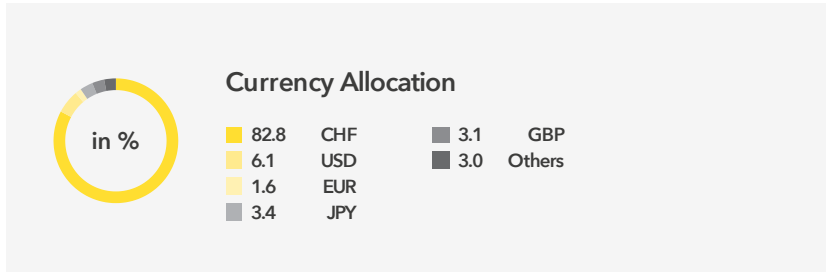 Currency Allocation
in %
82.8 CHF
6.1 USD
1.6 EUR
3.4 JPY
3.1 GBP
3.0 Others